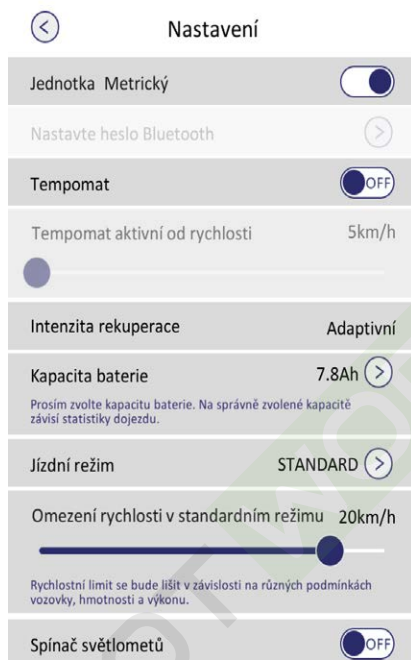 Nastavení
Jednotka Metrický
Nastavte heslo Bluetooth
Tempomat OFF
Tempomat aktivní od rychlosti 5km/h
Intenzita rekuperace Adaptivní
Kapacita baterie 7.8Ah
Prosím zvolte kapacitu baterie. Na správně zvolené kapacitě
závisí statistiky dojezdu.
Jízdní režim STANDARD
Omezení rychlosti v standardním režimu 20km/h
Rychlostní limit se bude lišit v závislosti na různých podmínkách
vozovky, hmotnosti a výkonu.
Spínač světlometů OFF